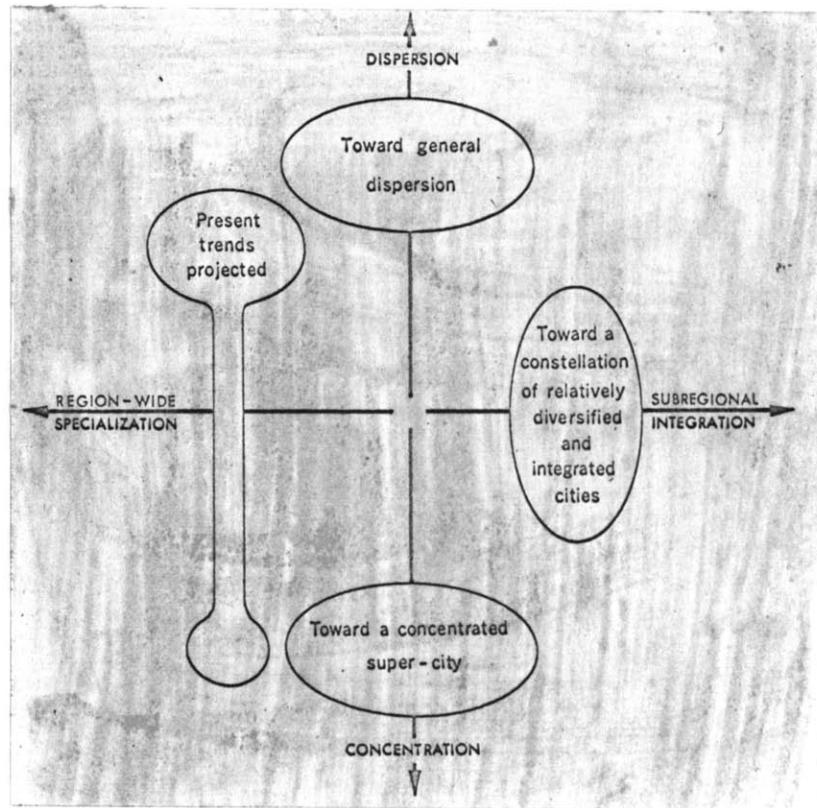 DISPERSION
Toward general
dispersion
Present
trends
projected
Toward a
constellation
of relatively
diversified
and
integrated
cities
REGION-WIDE
SPECIALIZATION
SUBREGIONAL
INTEGRATION
Toward a concentrated
super-city
CONCENTRATION